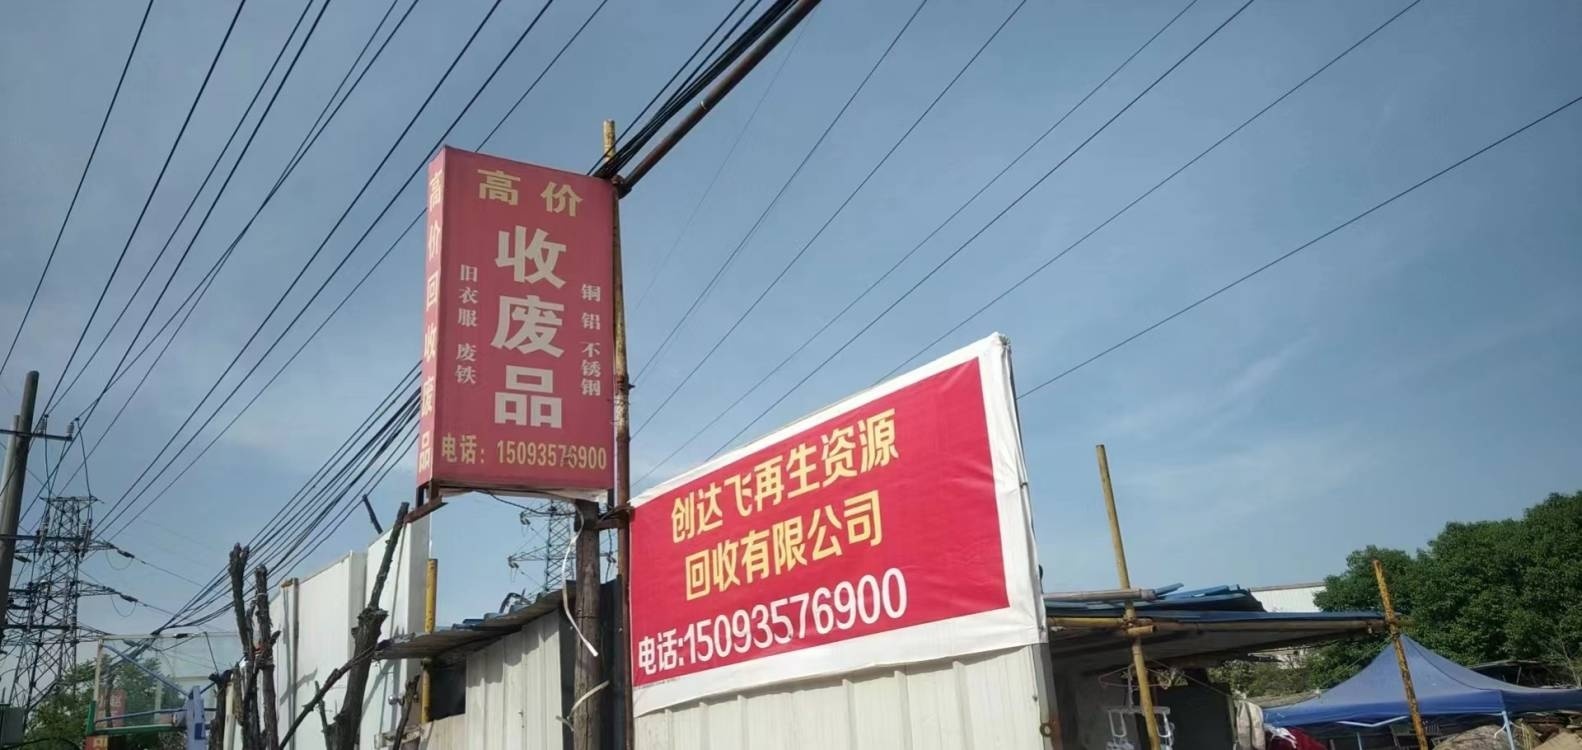 高价回收废品
高价
收废品
旧衣服 废铁
铜 铝 不锈钢
电话：15093576900
创达飞再生资源
回收有限公司
电话:15093576900